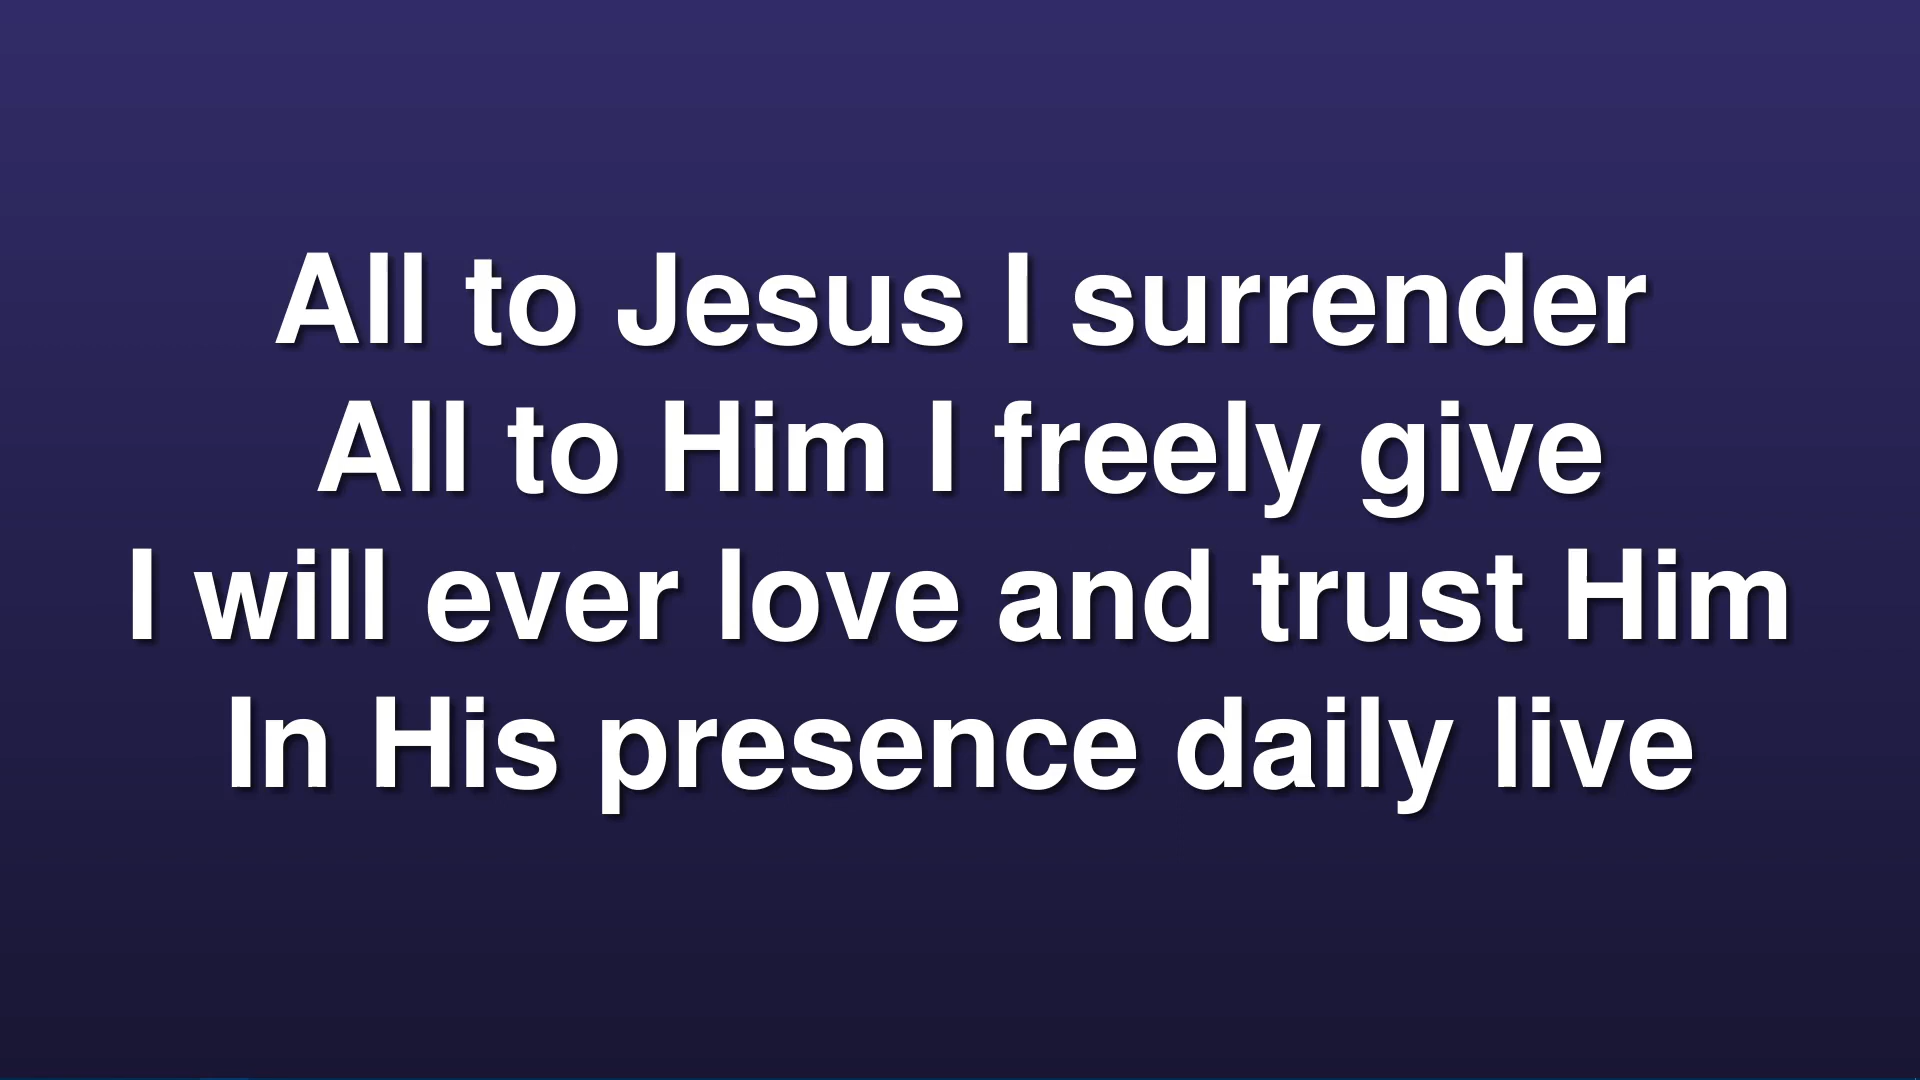 All to Jesus I surrender
All to Him I freely give
I will ever love and trust Him
In His presence daily live